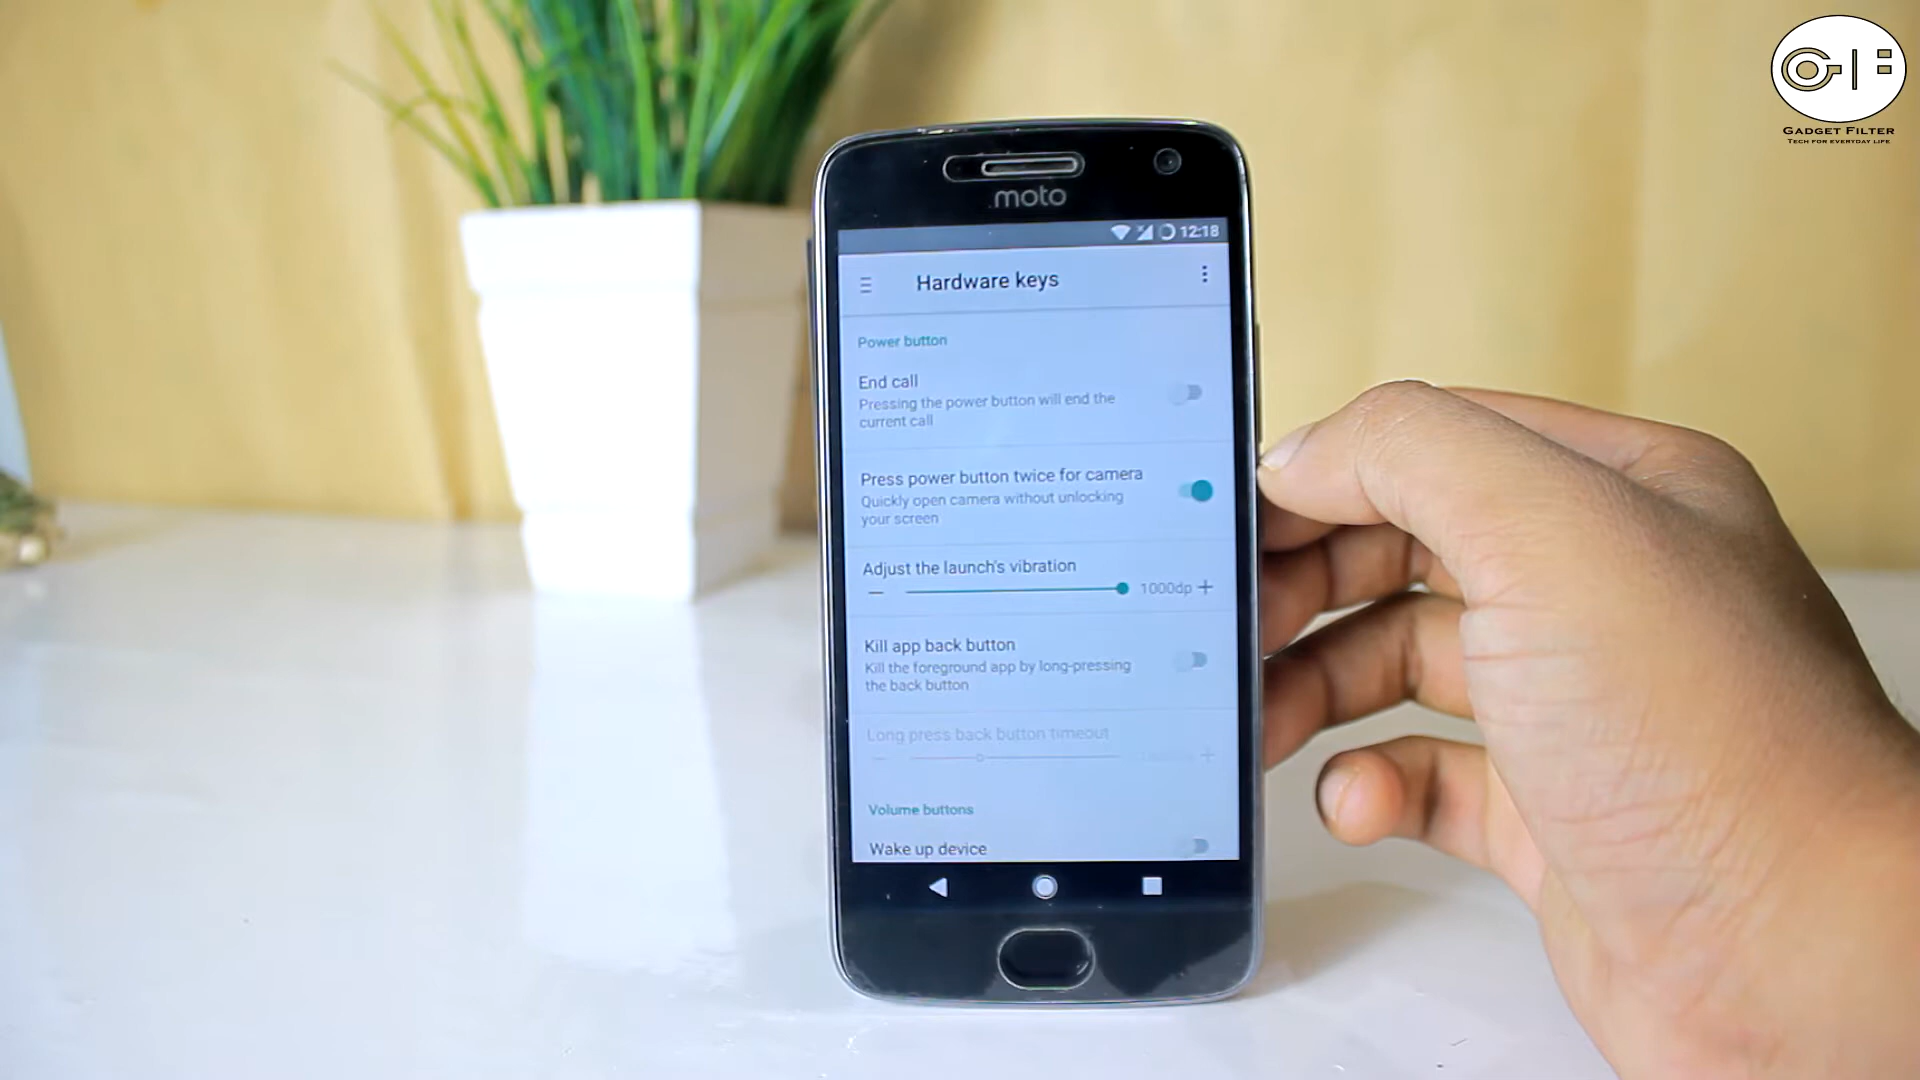 GADGET FILTER
TECH FOR EVERYDAY LIFE
moto
12:18
Hardware keys
Power button
End call
Pressing the power button will end the
current call
Press power button twice for camera
Quickly open camera without unlocking
your screen
Adjust the launch's vibration
1000dp
Kill app back button
Kill the foreground app by long-pressing
the back button
Long press back button timeout
Volume buttons
Wake up device